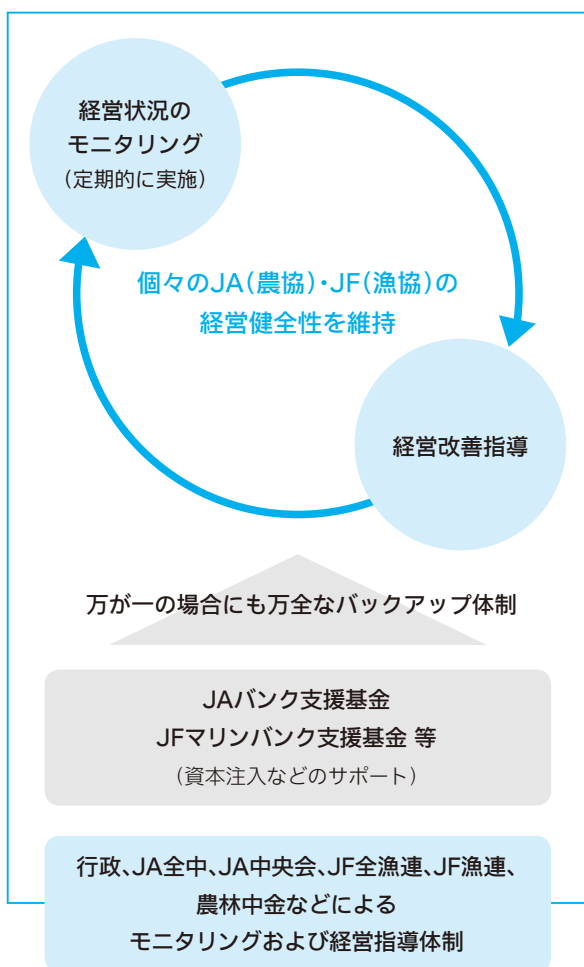 経営状況の
モニタリング
（定期的に実施）
個々のJA（農協）・JF（漁協）の
経営健全性を維持
経営改善指導
万が一の場合にも万全なバックアップ体制
JAバンク支援基金
JFマリンバンク支援基金 等
（資本注入などのサポート）
行政、JA全中、JA中央会、JF全漁連、JF漁連、
農林中金などによる
モニタリングおよび経営指導体制